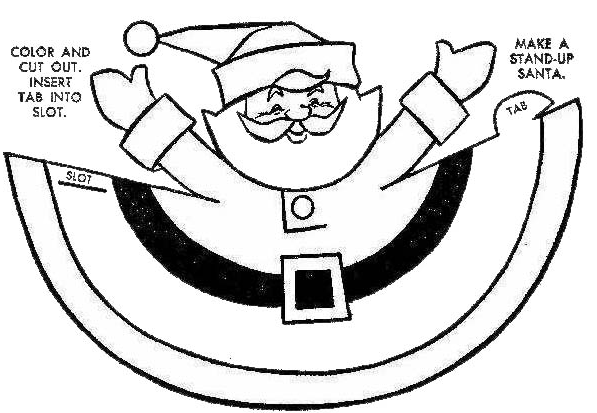 COLOR AND
CUT OUT.
INSERT
TAB INTO
SLOT.
MAKE A
STAND-UP
SANTA.
TAB
SLOT